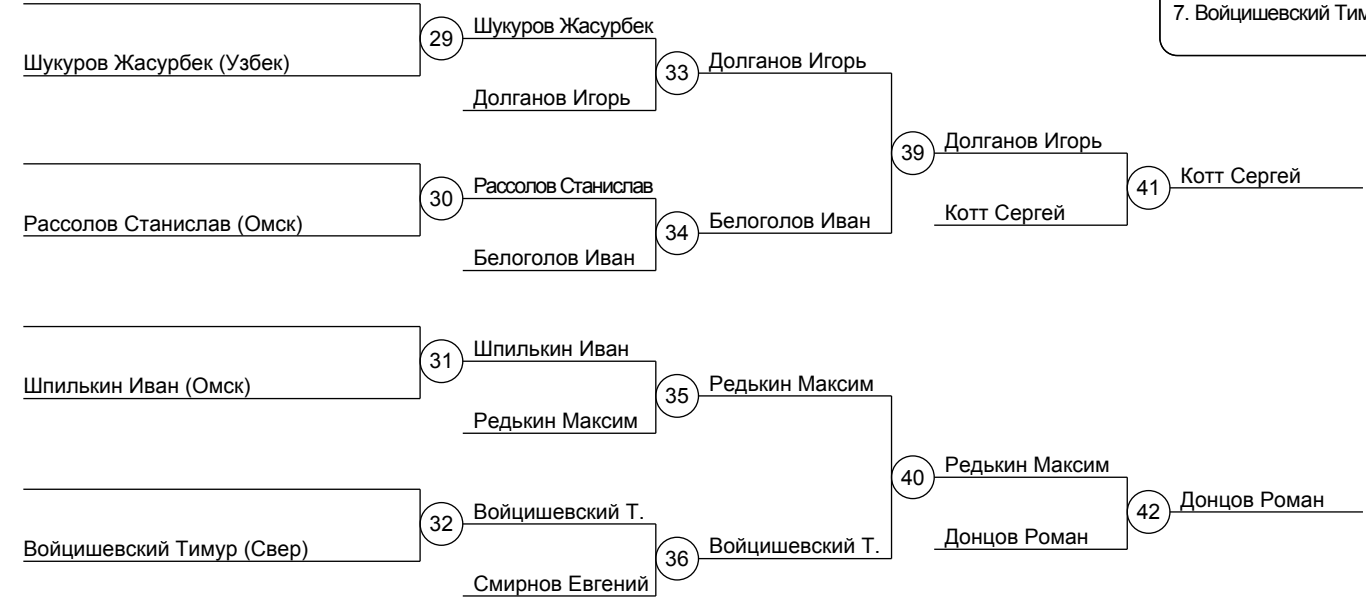 7. Войцишевский Тим
29
Шукуров Жасурбек
Шукуров Жасурбек (Узбек)
33
Долганов Игорь
Долганов Игорь
39
Долганов Игорь
30
Рассолов Станислав
Рассолов Станислав (Омск)
34
Белоголов Иван
Белоголов Иван
Котт Сергей
41
Котт Сергей
31
Шпилькин Иван
Шпилькин Иван (Омск)
35
Редькин Максим
Редькин Максим
40
Редькин Максим
32
Войцишевский Т.
Войцишевский Тимур (Свер)
36
Войцишевский Т.
Смирнов Евгений
Донцов Роман
42
Донцов Роман